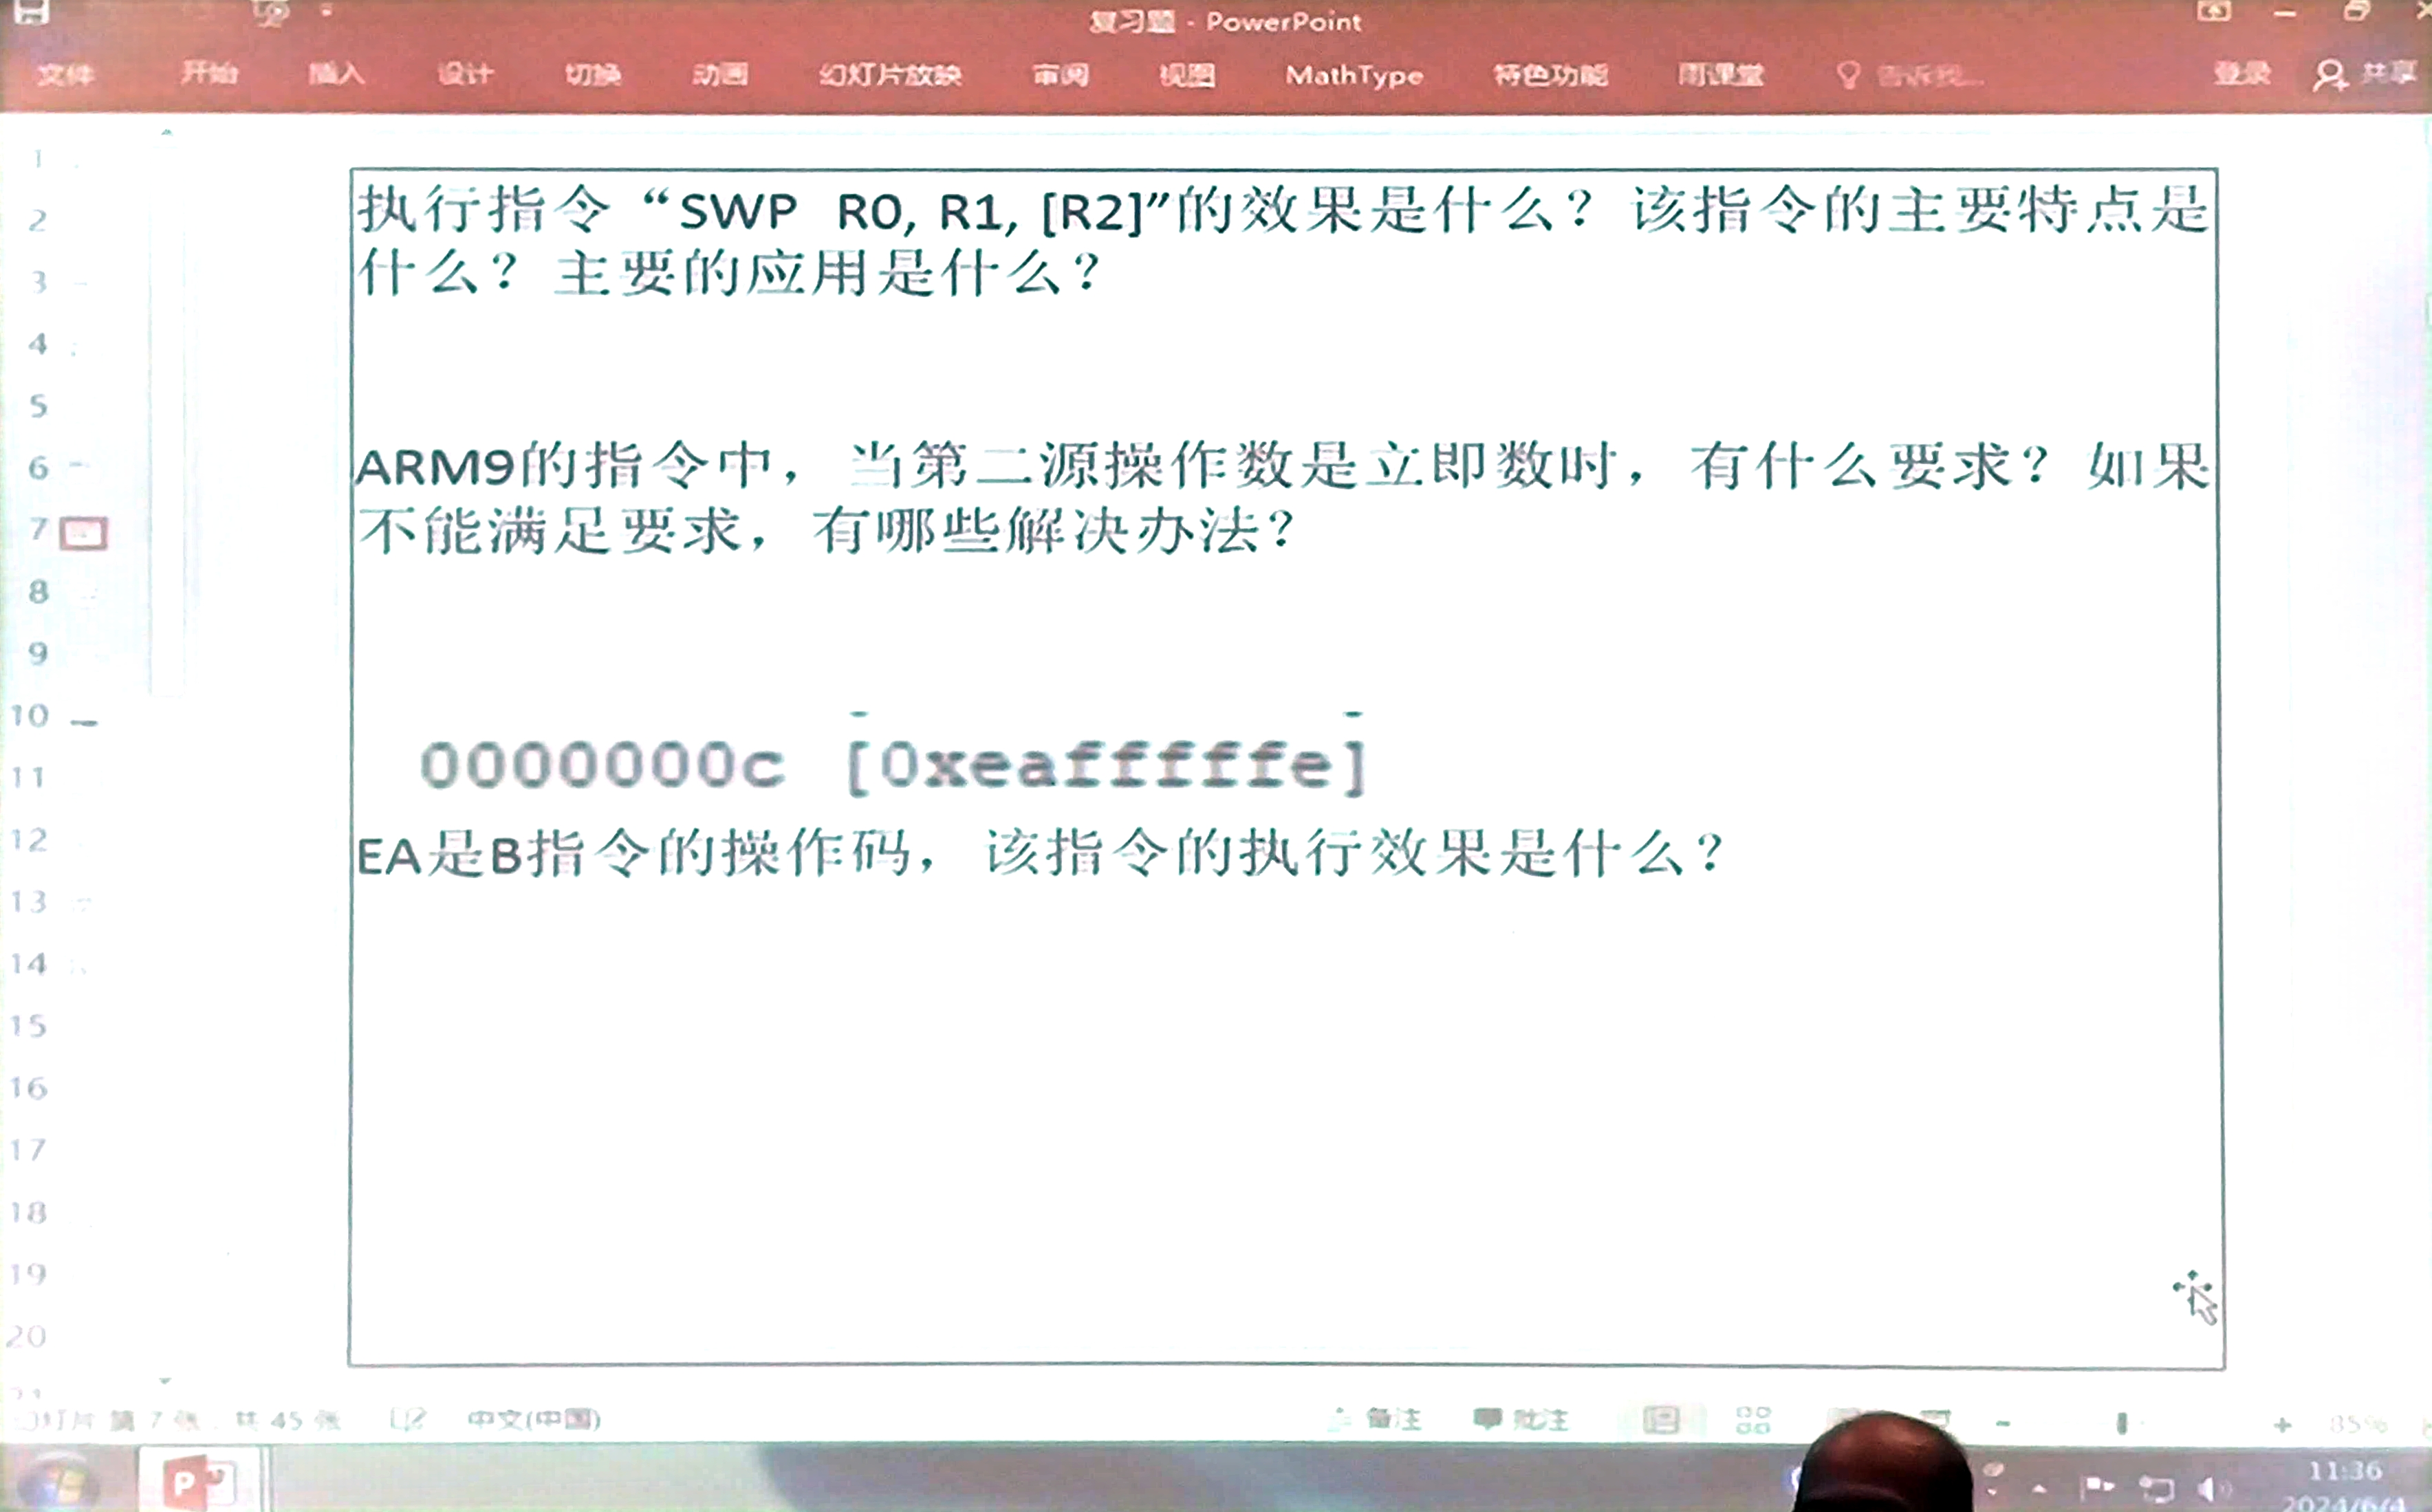 复习题 - PowerPoint
文件 开始 插入 设计 切换 动画 幻灯片放映 审阅 视图 MathType 特色功能 雨课堂 告诉我... 登录 共享
执行指令“SWP R0, R1, [R2]”的效果是什么？该指令的主要特点是
什么？主要的应用是什么？
ARM9的指令中，当第二源操作数是立即数时，有什么要求？如果
不能满足要求，有哪些解决办法？
0000000c [0xeafffffe]
EA是B指令的操作码，该指令的执行效果是什么？
1
2
3
4
5
6
7
8
9
10
11
12
13
14
15
16
17
18
19
20
21
幻灯片 第 7 张，共 45 张 中文(中国) 备注 批注 85%
11:36
2024/6/4